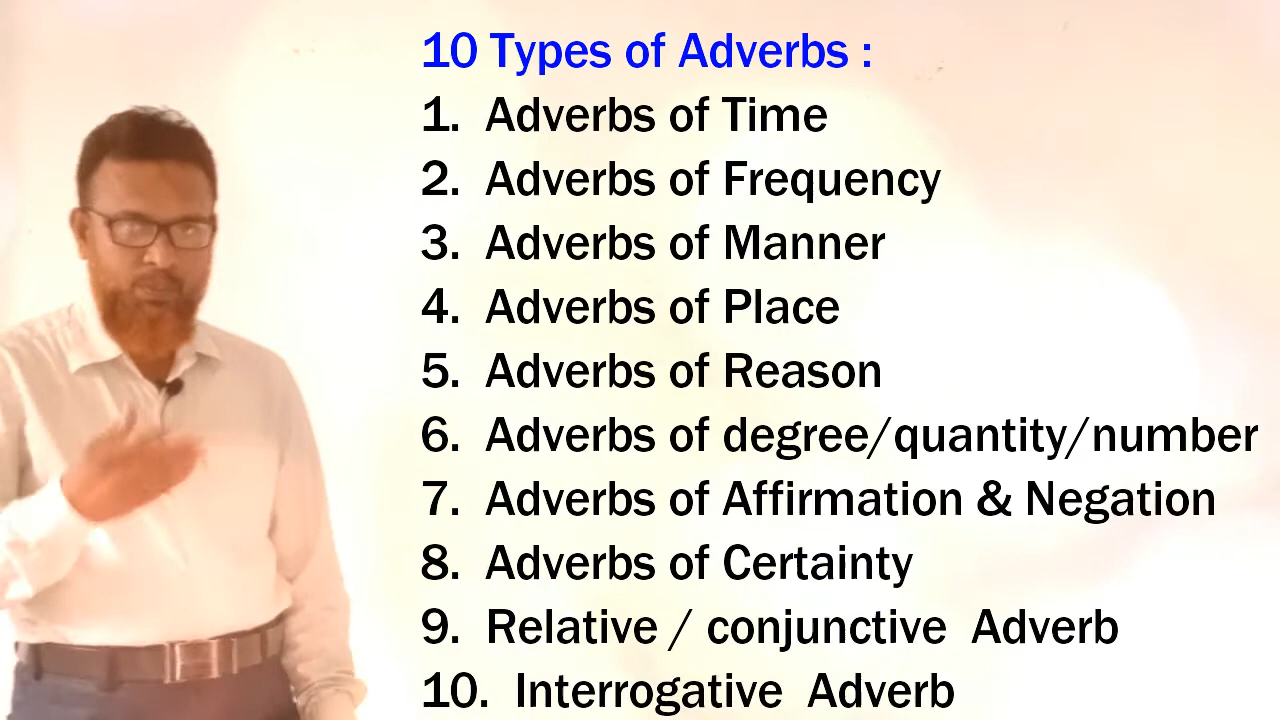 10 Types of Adverbs :
1. Adverbs of Time
2. Adverbs of Frequency
3. Adverbs of Manner
4. Adverbs of Place
5. Adverbs of Reason
6. Adverbs of degree/quantity/number
7. Adverbs of Affirmation & Negation
8. Adverbs of Certainty
9. Relative / conjunctive Adverb
10. Interrogative Adverb